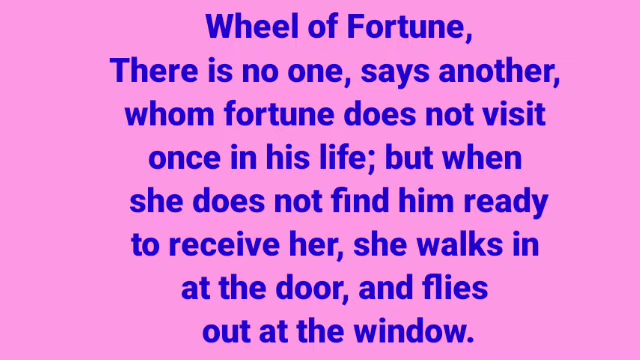 Wheel of Fortune,
There is no one, says another,
whom fortune does not visit
once in his life; but when
she does not find him ready
to receive her, she walks in
at the door, and flies
out at the window.